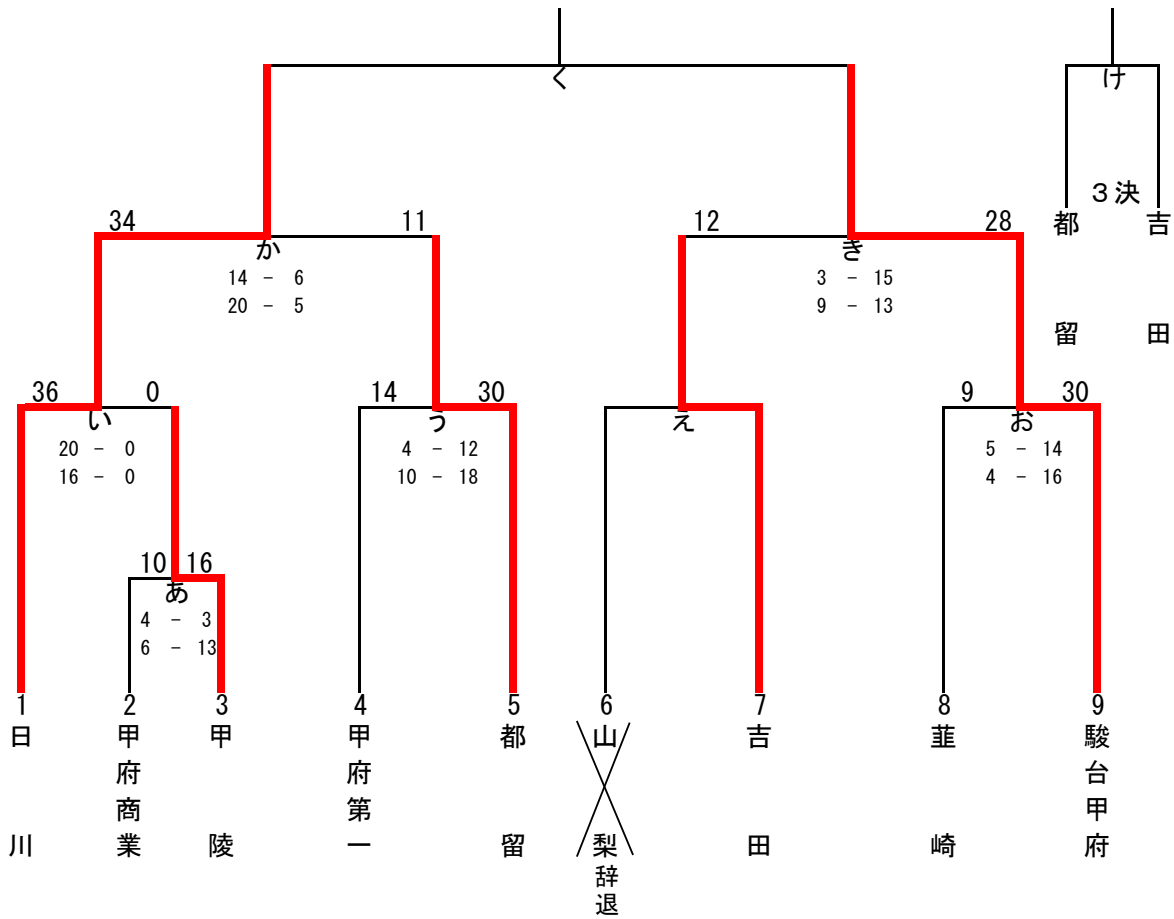 く
け
3決
都留
吉田
34 11
か
14 - 6
20 - 5
12 28
き
3 - 15
9 - 13
36 0
い
20 - 0
16 - 0
14 30
う
4 - 12
10 - 18
え
9 30
お
5 - 14
4 - 16
10 16
あ
4 - 3
6 - 13
1 2 3 4 5 6 7 8 9
日川
甲府商業
甲陵
甲府第一
都留
山梨辞退
吉田
韮崎
駿台甲府